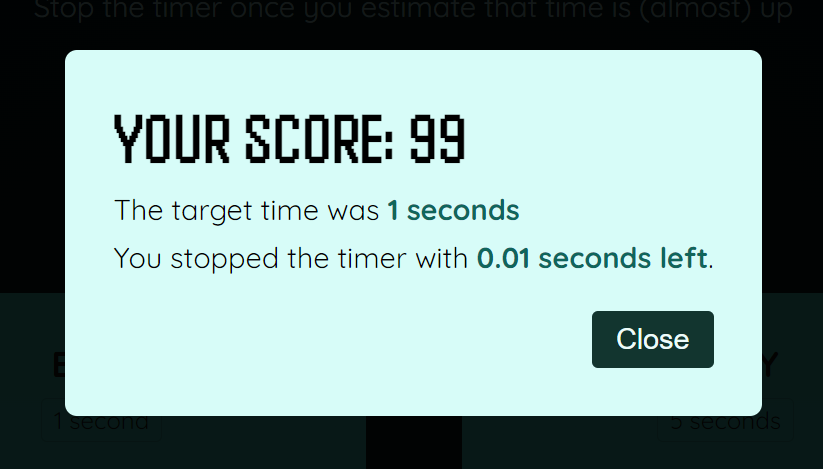 Stop the timer once you estimate that time is (almost) up
YOUR SCORE: 99
The target time was 1 seconds
You stopped the timer with 0.01 seconds left.
Close
1 second
5 seconds